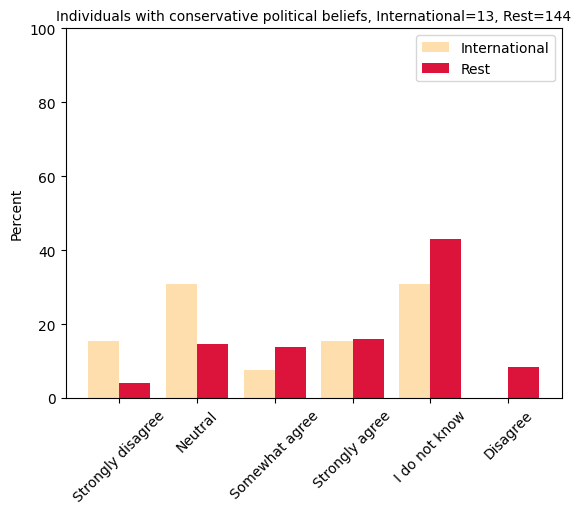 Individuals with conservative political beliefs, International=13, Rest=144
100
80
60
40
20
0
Percent
International
Rest
Strongly disagree
Neutral
Somewhat agree
Strongly agree
I do not know
Disagree